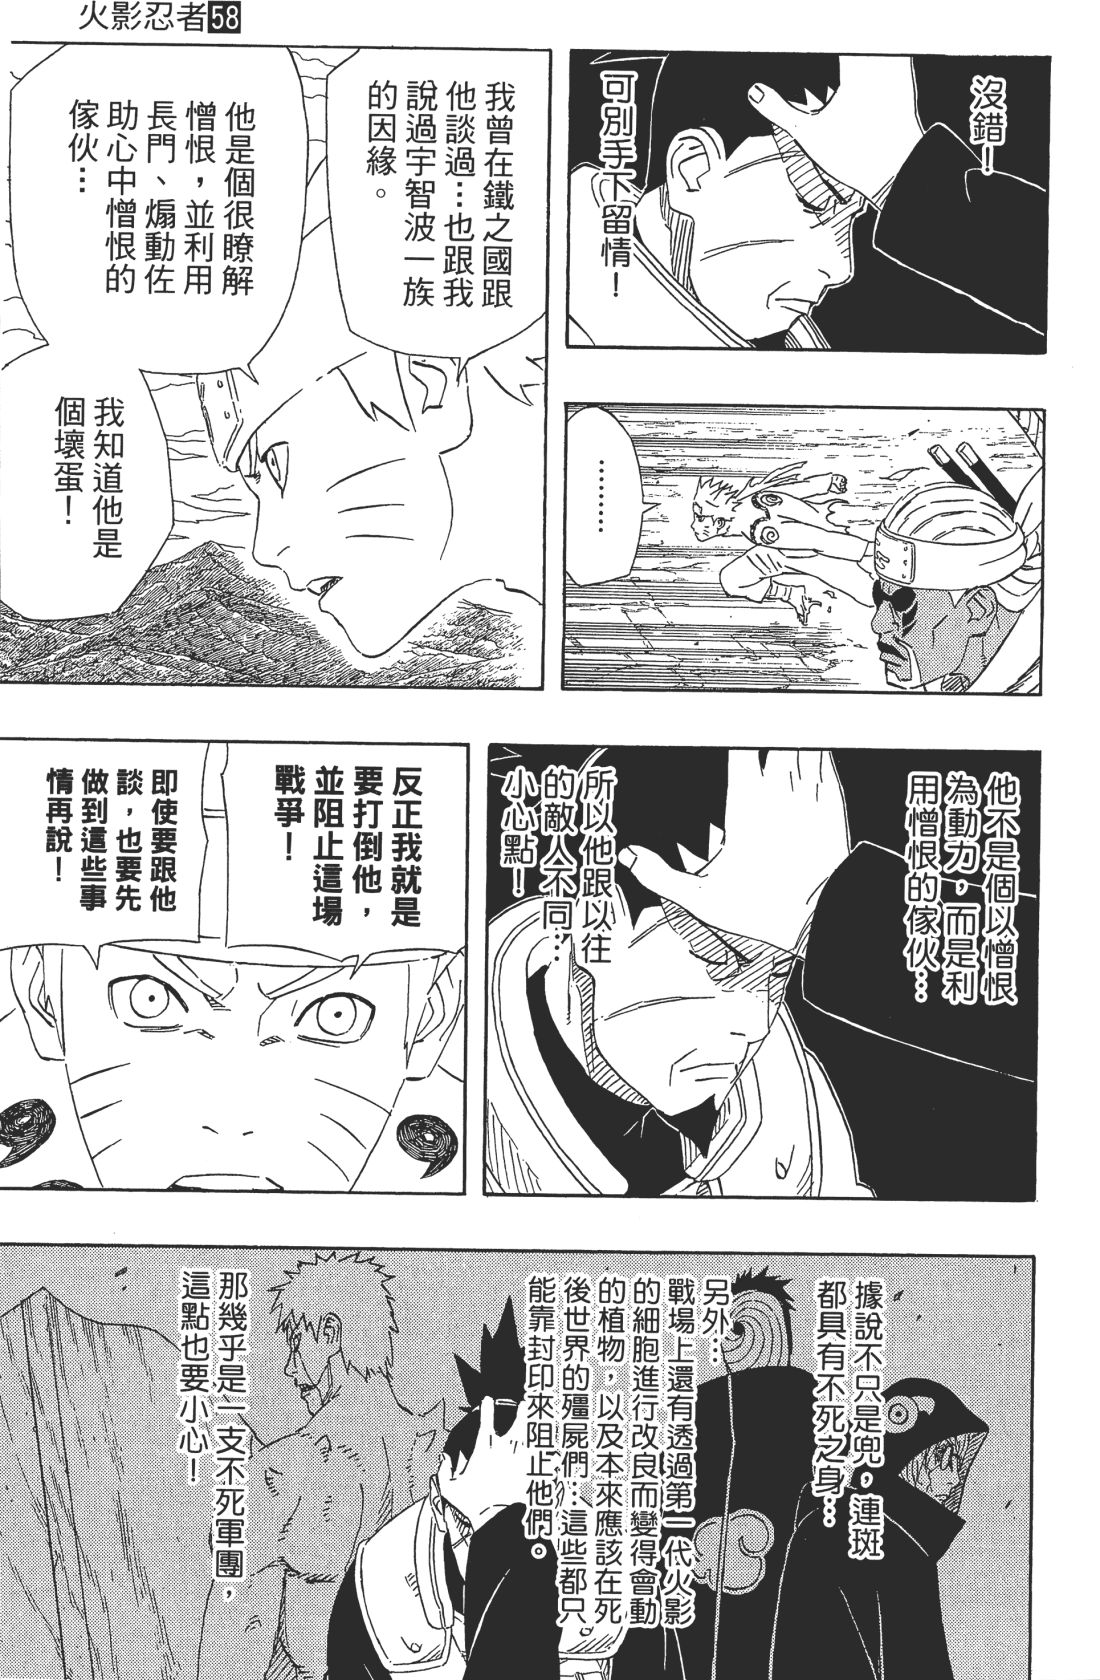 火影忍者58
沒錯！
可別手下留情！
我曾在鐵之國跟
他談過…也跟我
說過宇智波一族
的因緣。
他是個很瞭解
憎恨，並利用
長門、煽動佐
助心中憎恨的
傢伙…
我知道他是
個壞蛋！
………
他不是個以憎恨
為動力，而是利
用憎恨的傢伙…
所以他跟以往
的敵人不同…
小心點！
反正我就是
要打倒他，
並阻止這場
戰爭！
即使要跟他
談，也要先
做到這些事
情再說！
據說不只是兜，連斑
都具有不死之身…
另外…
戰場上還有透過第一代火影
的細胞進行改良而變得會動
的植物，以及本來應該在死
後世界的殭屍們…這些都只
能靠封印來阻止他們。
那幾乎是一支不死軍團，
這點也要小心！